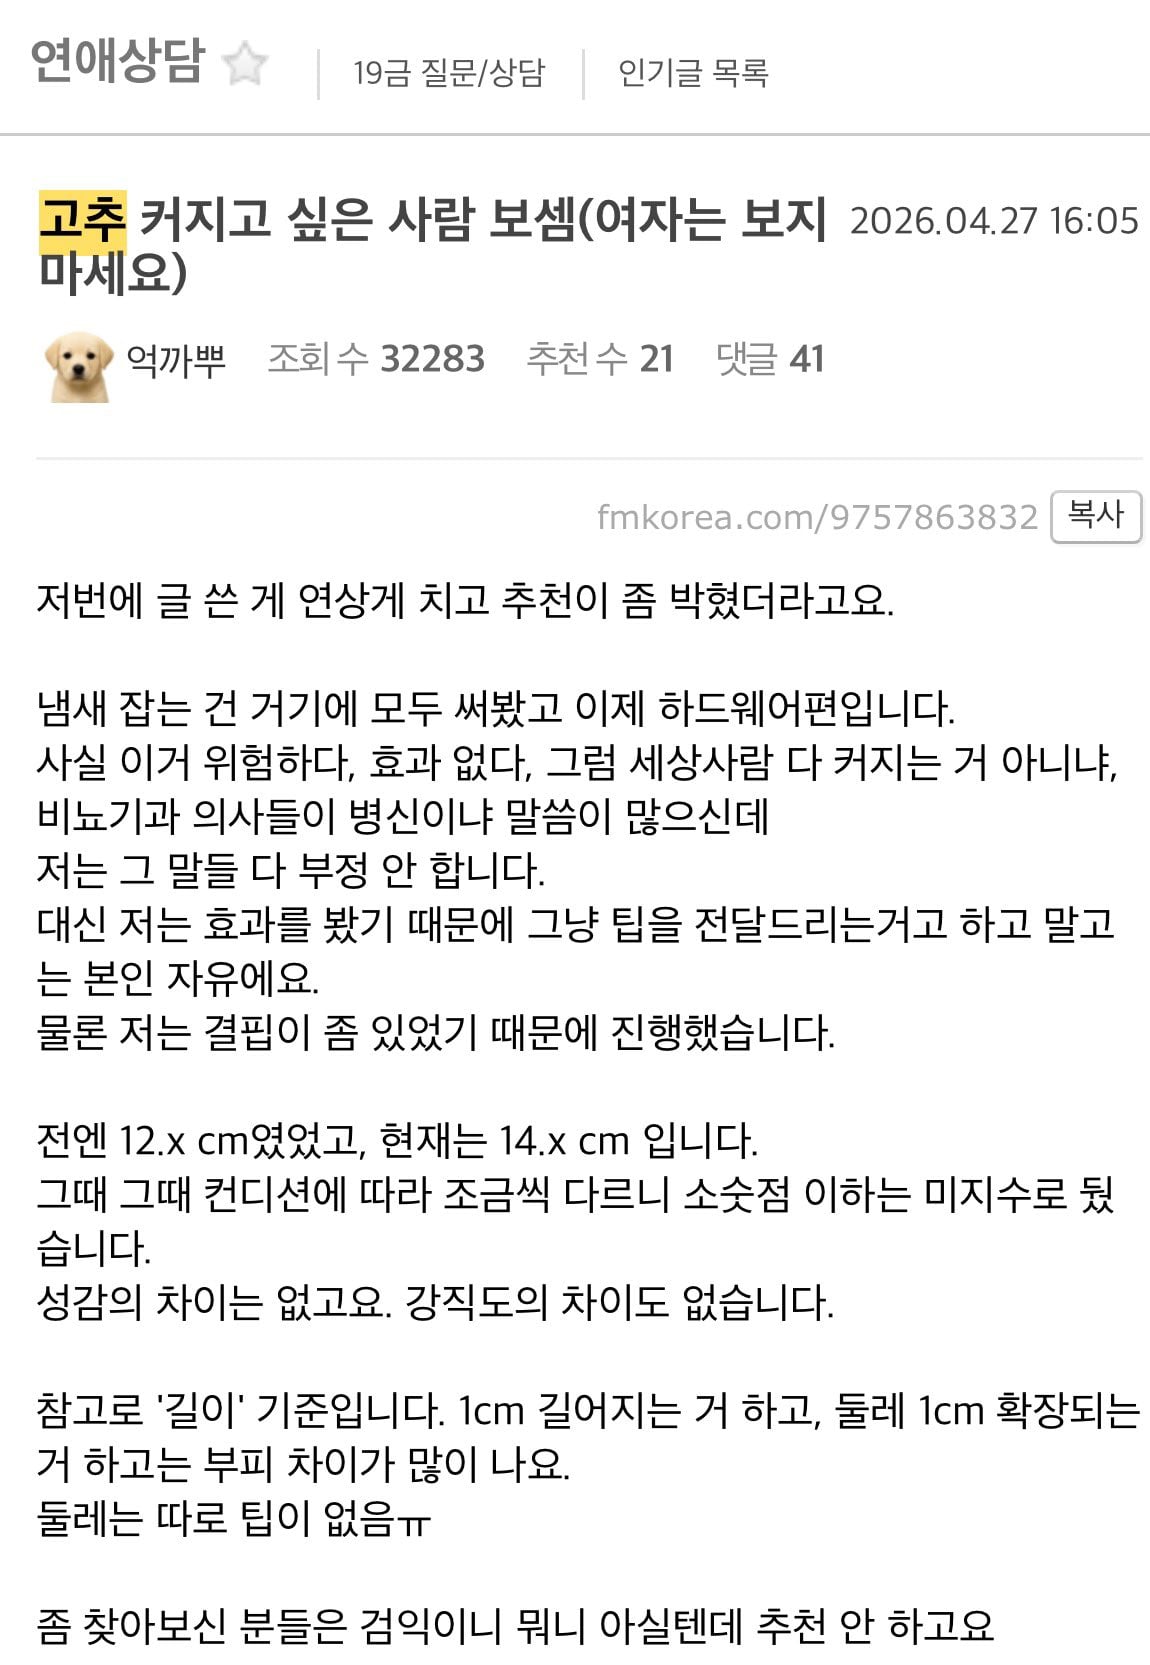 연애상담 19금 질문/상담 인기글 목록
고추 커지고 싶은 사람 보셈(여자는 보지 2026.04.27 16:05
마세요)
억까뿌 조회 수 32283 추천 수 21 댓글 41
fmkorea.com/9757863832 복사
저번에 글 쓴 게 연상게 치고 추천이 좀 박혔더라고요.
냄새 잡는 건 거기에 모두 써봤고 이제 하드웨어편입니다.
사실 이거 위험하다, 효과 없다, 그럼 세상사람 다 커지는 거 아니냐,
비뇨기과 의사들이 병신이냐 말씀이 많으신데
저는 그 말들 다 부정 안 합니다.
대신 저는 효과를 봤기 때문에 그냥 팁을 전달드리는거고 하고 말고
는 본인 자유에요.
물론 저는 결핍이 좀 있었기 때문에 진행했습니다.
전엔 12.x cm였었고, 현재는 14.x cm 입니다.
그때 그때 컨디션에 따라 조금씩 다르니 소숫점 이하는 미지수로 뒀
습니다.
성감의 차이는 없고요. 강직도의 차이도 없습니다.
참고로 '길이' 기준입니다. 1cm 길어지는 거 하고, 둘레 1cm 확장되는
거 하고는 부피 차이가 많이 나요.
둘레는 따로 팁이 없음ㅠ
좀 찾아보신 분들은 검익이니 뭐니 아실텐데 추천 안 하고요